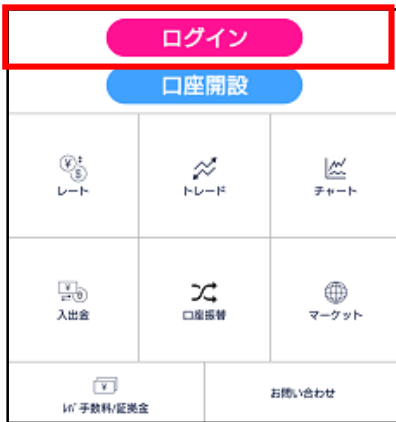 ログイン
口座開設
レート
トレード
チャート
入出金
口座振替
マーケット
ﾚﾊﾞ手数料/証拠金
お問い合わせ